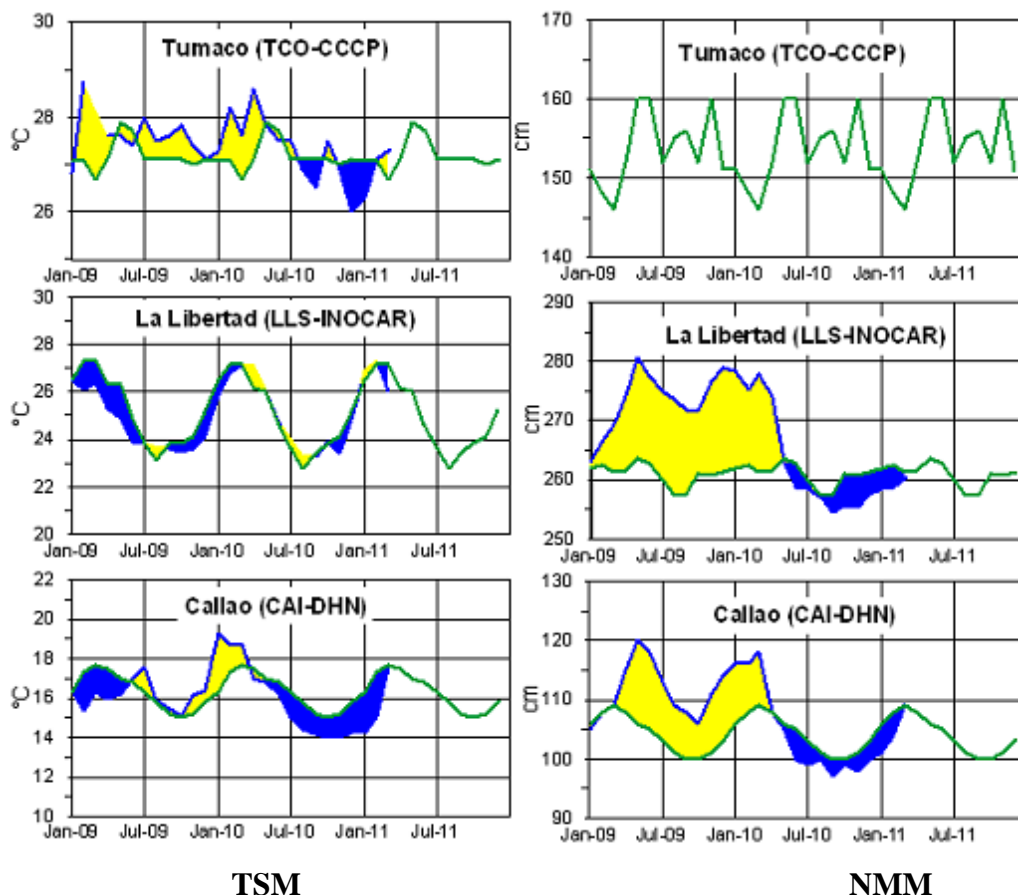 Tumaco (TCO-CCCP)
°C
30
28
26
Jan-09 Jul-09 Jan-10 Jul-10 Jan-11 Jul-11
Tumaco (TCO-CCCP)
cm
170
160
150
140
Jan-09 Jul-09 Jan-10 Jul-10 Jan-11 Jul-11
La Libertad (LLS-INOCAR)
°C
30
28
26
24
22
20
Jan-09 Jul-09 Jan-10 Jul-10 Jan-11 Jul-11
La Libertad (LLS-INOCAR)
cm
290
280
270
260
250
Jan-09 Jul-09 Jan-10 Jul-10 Jan-11 Jul-11
Callao (CAI-DHN)
°C
22
20
18
16
14
12
10
Jan-09 Jul-09 Jan-10 Jul-10 Jan-11 Jul-11
Callao (CAI-DHN)
cm
130
120
110
100
90
Jan-09 Jul-09 Jan-10 Jul-10 Jan-11 Jul-11
TSM
NMM